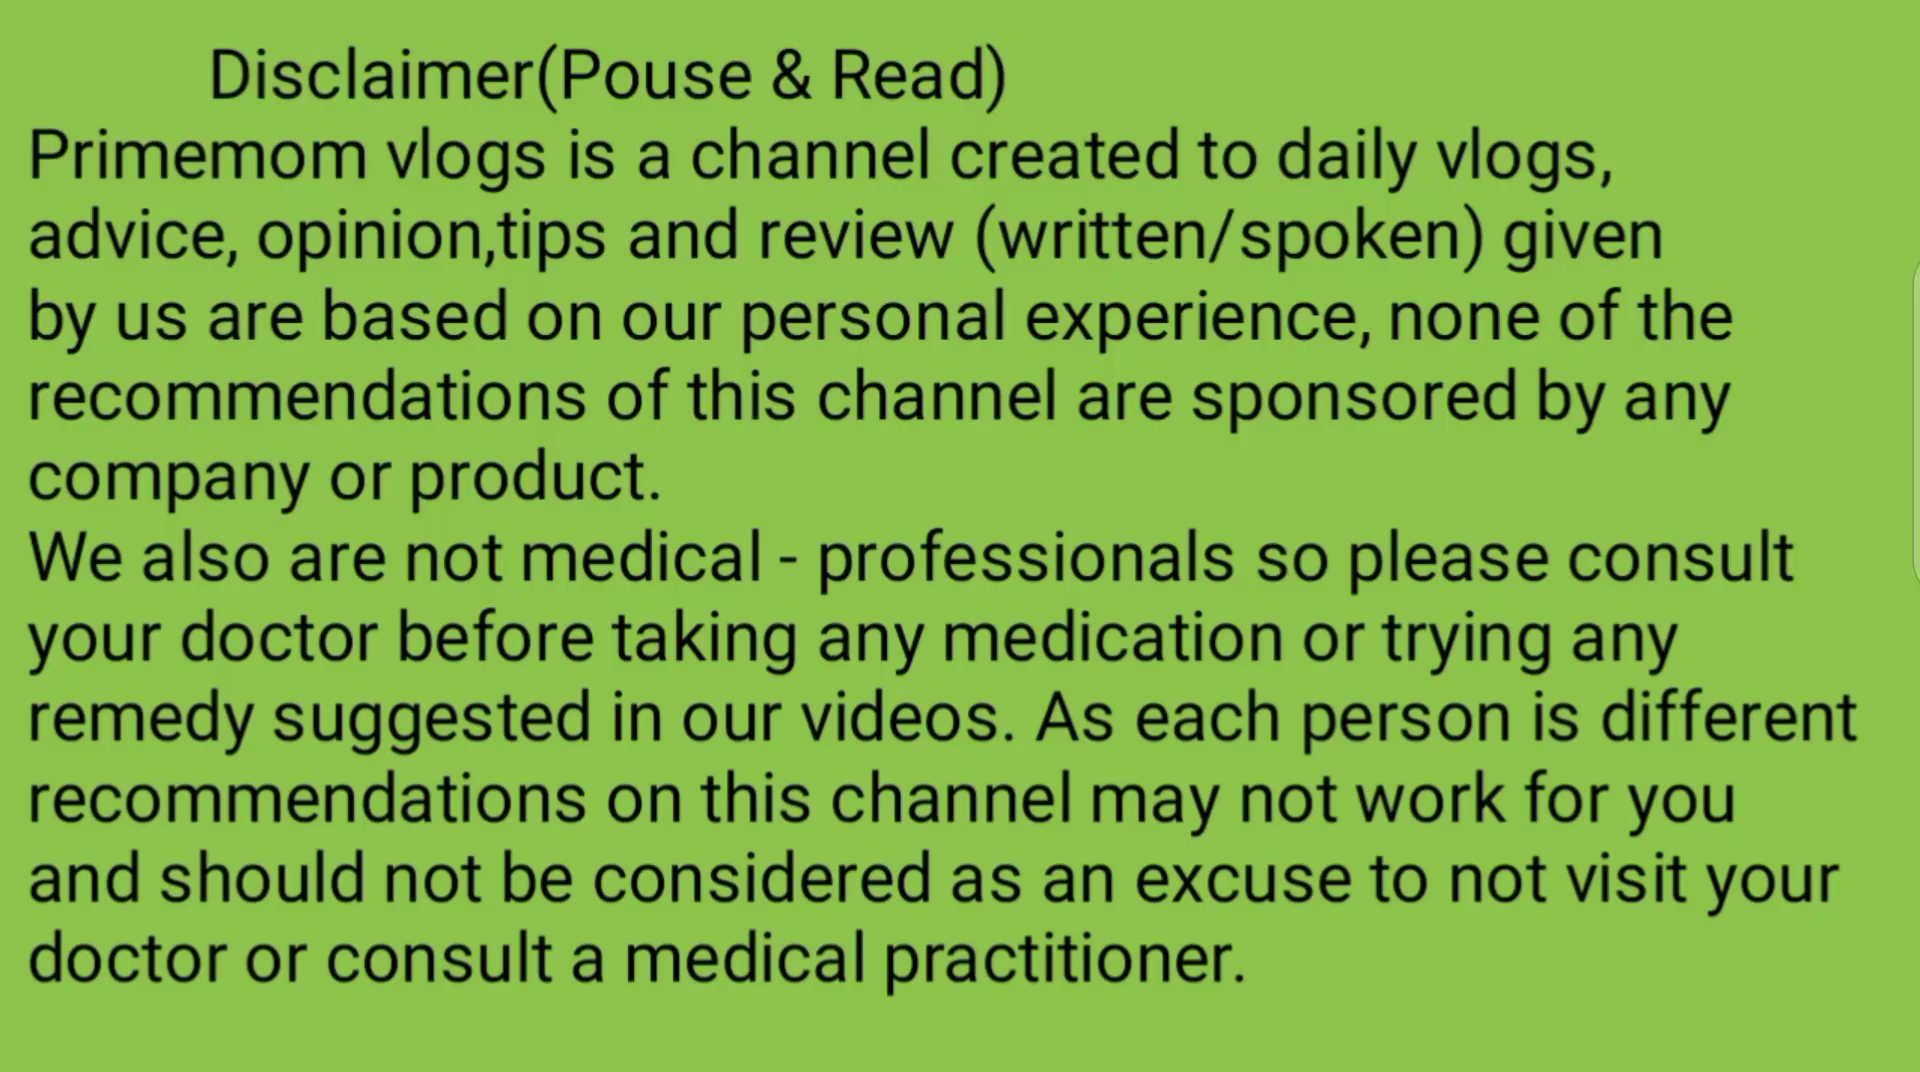 Disclaimer(Pouse & Read)
Primemom vlogs is a channel created to daily vlogs,
advice, opinion,tips and review (written/spoken) given
by us are based on our personal experience, none of the
recommendations of this channel are sponsored by any
company or product.
We also are not medical - professionals so please consult
your doctor before taking any medication or trying any
remedy suggested in our videos. As each person is different
recommendations on this channel may not work for you
and should not be considered as an excuse to not visit your
doctor or consult a medical practitioner.